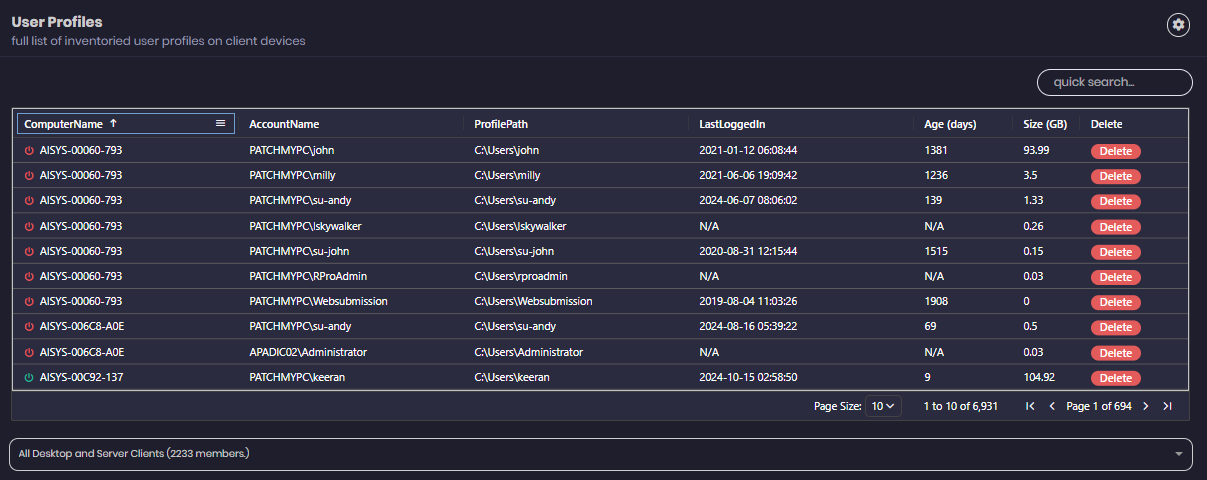 User Profiles
full list of inventoried user profiles on client devices
quick search...
ComputerName AccountName ProfilePath LastLoggedIn Age (days) Size (GB) Delete
AISYS-00060-793 PATCHMYPC\john C:\Users\john 2021-01-12 06:08:44 1381 93.99 Delete
AISYS-00060-793 PATCHMYPC\milly C:\Users\milly 2021-06-06 19:09:42 1236 3.5 Delete
AISYS-00060-793 PATCHMYPC\su-andy C:\Users\su-andy 2024-06-07 08:06:02 139 1.33 Delete
AISYS-00060-793 PATCHMYPC\lskywalker C:\Users\lskywalker N/A N/A 0.26 Delete
AISYS-00060-793 PATCHMYPC\su-john C:\Users\su-john 2020-08-31 12:15:44 1515 0.15 Delete
AISYS-00060-793 PATCHMYPC\RProAdmin C:\Users\rproadmin N/A N/A 0.03 Delete
AISYS-00060-793 PATCHMYPC\Websubmission C:\Users\Websubmission 2019-08-04 11:03:26 1908 0 Delete
AISYS-006C8-A0E PATCHMYPC\su-andy C:\Users\su-andy 2024-08-16 05:39:22 69 0.5 Delete
AISYS-006C8-A0E APADIC02\Administrator C:\Users\Administrator N/A N/A 0.03 Delete
AISYS-00C92-137 PATCHMYPC\keeran C:\Users\keeran 2024-10-15 02:58:50 9 104.92 Delete
Page Size: 10 1 to 10 of 6,931 Page 1 of 694
All Desktop and Server Clients (2233 members.)